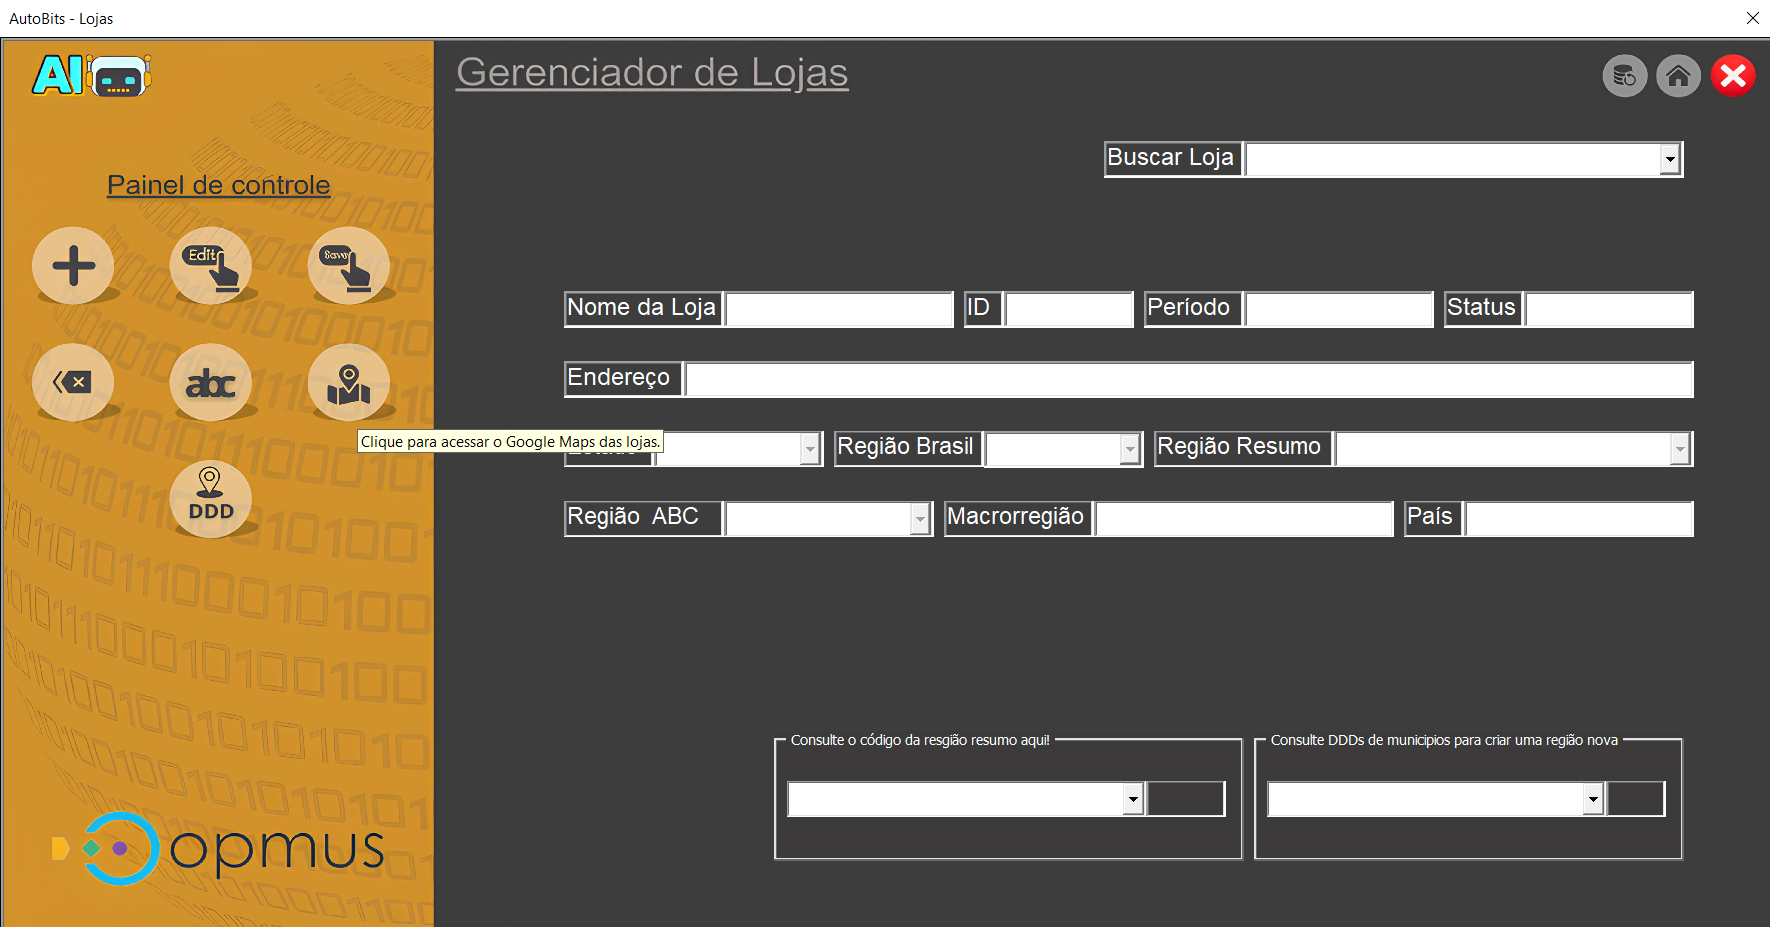 AutoBits - Lojas
AI
Gerenciador de Lojas
Painel de controle
Buscar Loja
Edit
Save
Nome da Loja
ID
Período
Status
abc
Endereço
Clique para acessar o Google Maps das lojas.
Estado
Região Brasil
Região Resumo
DDD
Região ABC
Macrorregião
País
Consulte o código da resgião resumo aqui!
Consulte DDDs de municipios para criar uma região nova
opmus